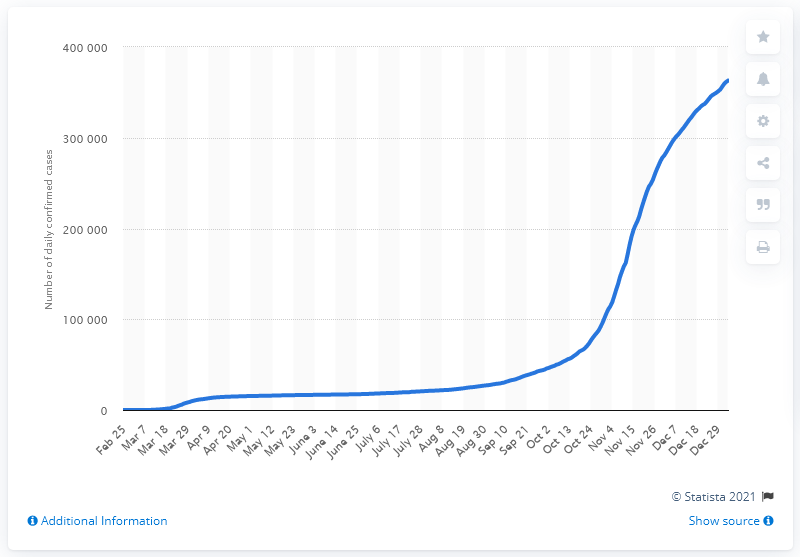 400 000
300 000
200 000
100 000
0
Number of daily confirmed cases
Feb 25
Mar 7
Mar 18
Mar 29
Apr 9
Apr 20
May 1
May 12
May 23
June 3
June 14
June 25
July 6
July 17
July 28
Aug 8
Aug 19
Aug 30
Sep 10
Sep 21
Oct 2
Oct 13
Oct 24
Nov 4
Nov 15
Nov 26
Dec 7
Dec 18
Dec 29
© Statista 2021
Additional Information
Show source